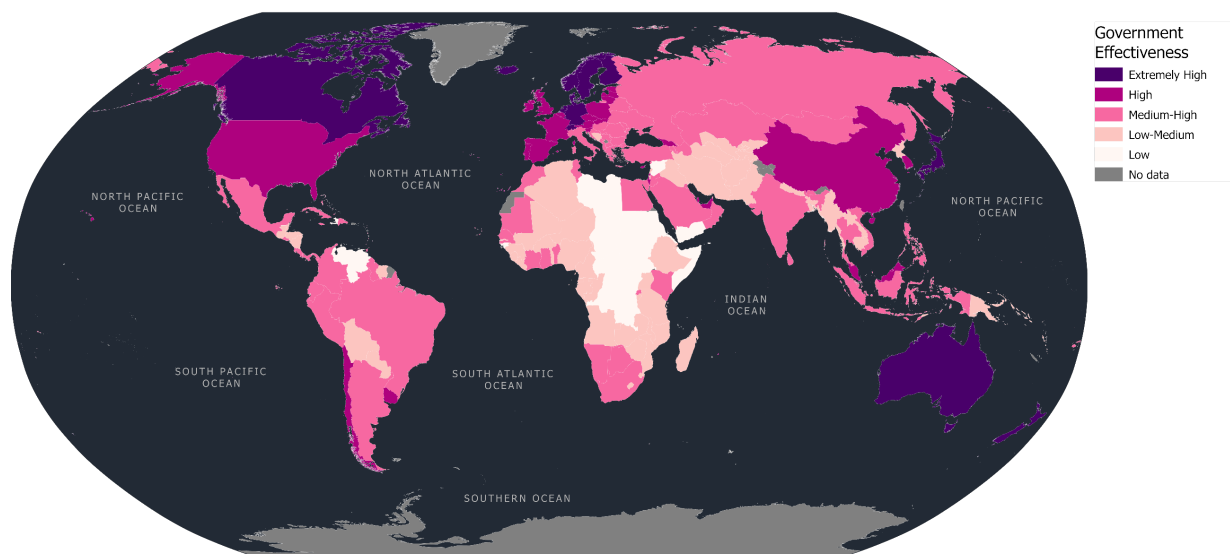 Government
Effectiveness
Extremely High
High
Medium-High
Low-Medium
Low
No data
NORTH ATLANTIC
OCEAN
NORTH PACIFIC
OCEAN
NORTH PACIFIC
OCEAN
INDIAN
OCEAN
SOUTH PACIFIC
OCEAN
SOUTH ATLANTIC
OCEAN
SOUTHERN OCEAN